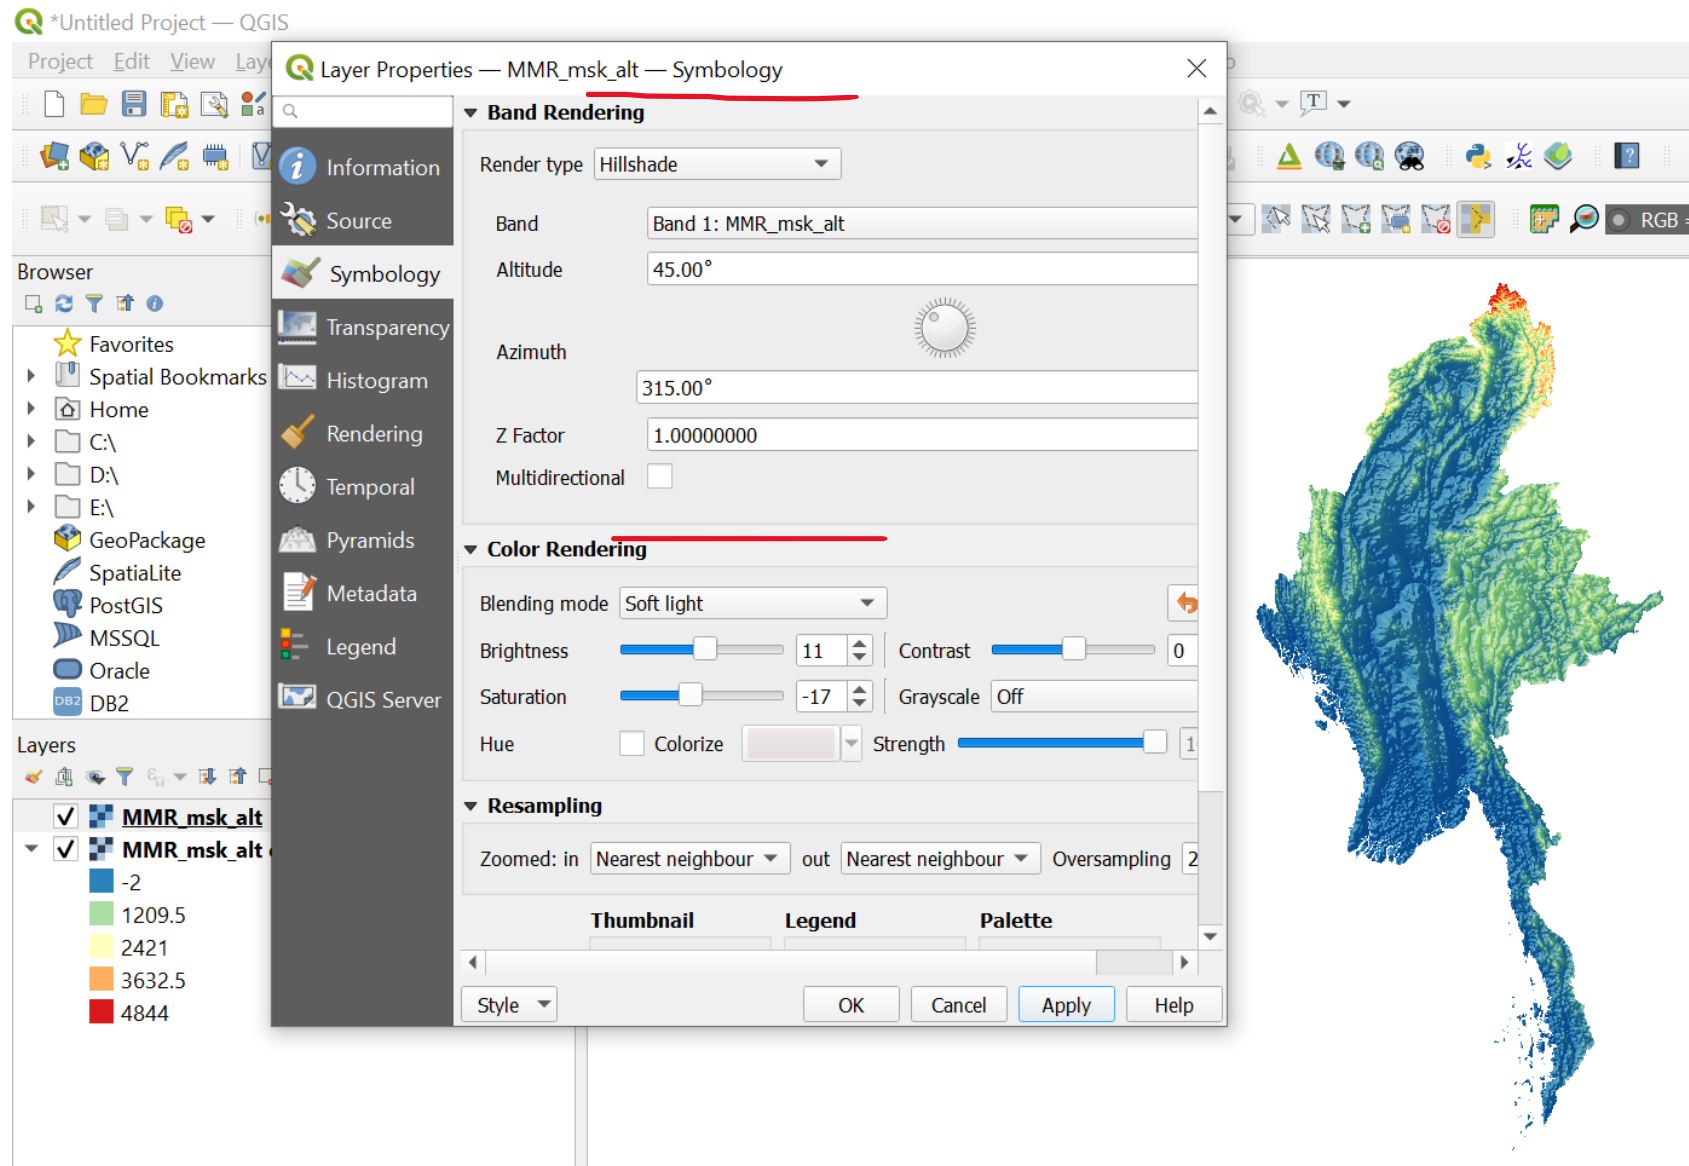 *Untitled Project — QGIS
Project Edit View Laye
Layer Properties — MMR_msk_alt — Symbology
Information
Source
Symbology
Transparency
Histogram
Rendering
Temporal
Pyramids
Metadata
Legend
QGIS Server
Band Rendering
Render type Hillshade
Band Band 1: MMR_msk_alt
Altitude 45.00°
Azimuth
315.00°
Z Factor 1.00000000
Multidirectional
Color Rendering
Blending mode Soft light
Brightness 11 Contrast 0
Saturation -17 Grayscale Off
Hue Colorize Strength
Resampling
Zoomed: in Nearest neighbour out Nearest neighbour Oversampling 2
Thumbnail Legend Palette
Style OK Cancel Apply Help
RGB
Browser
Favorites
Spatial Bookmarks
Home
C:\
D:\
E:\
GeoPackage
SpatiaLite
PostGIS
MSSQL
Oracle
DB2 DB2
Layers
MMR_msk_alt
MMR_msk_alt
-2
1209.5
2421
3632.5
4844